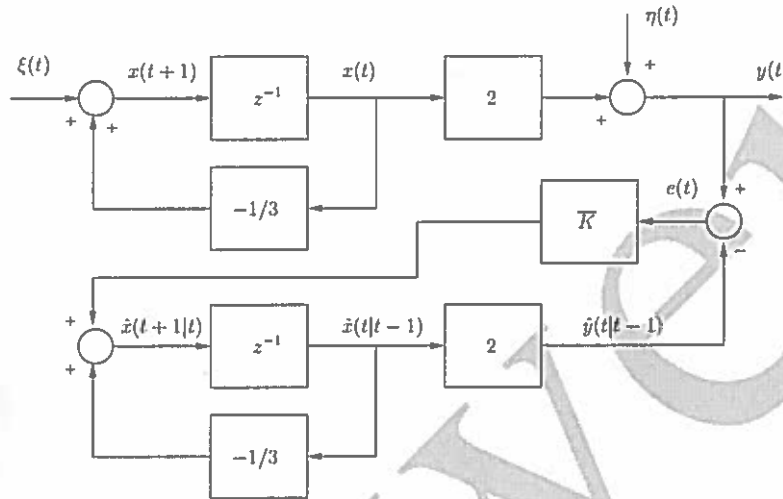 η(t)
ξ(t)
x(t+1)
z⁻¹
x(t)
2
y(t
+
+
+
+
-1/3
K̅
e(t)
+
−
+
+
x̂(t+1|t)
z⁻¹
x̂(t|t−1)
2
ŷ(t|t−1)
-1/3